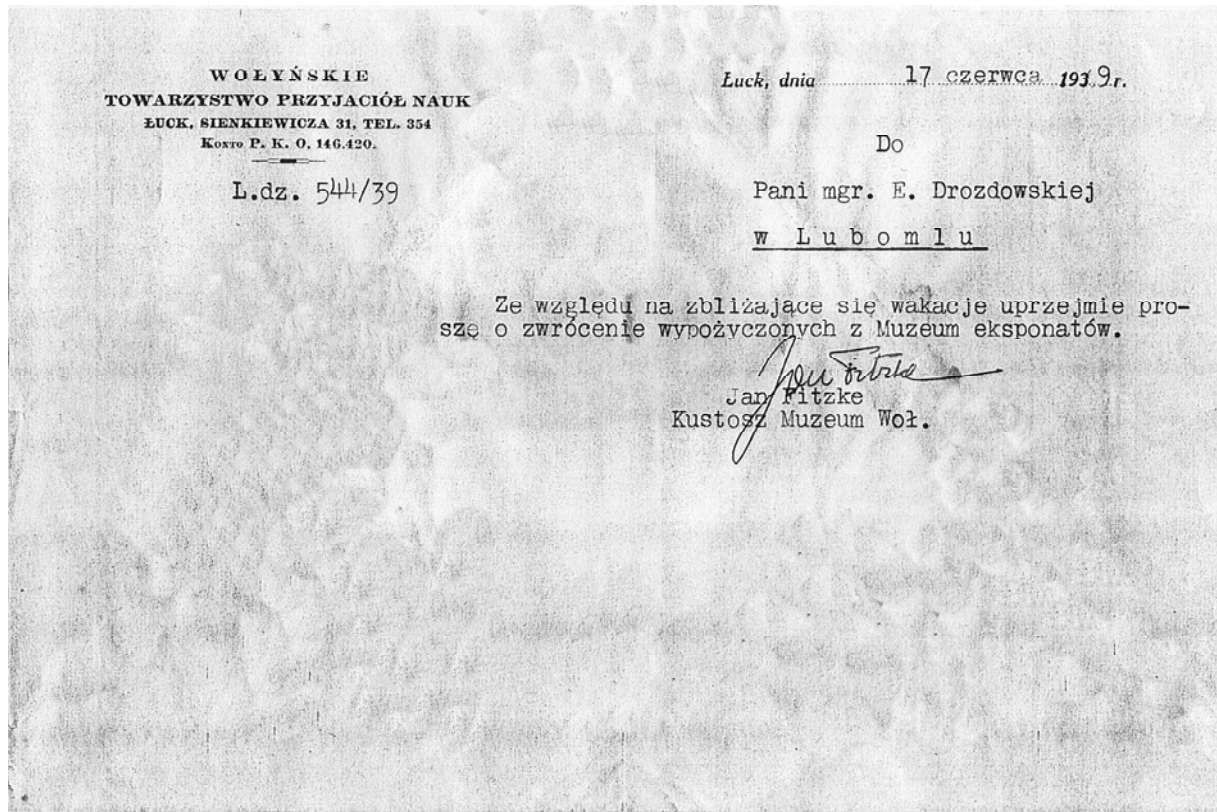 WOŁYŃSKIE
TOWARZYSTWO PRZYJACIÓŁ NAUK
ŁUCK, SIENKIEWICZA 31, TEL. 354
KONTO P. K. O. 146.420.
L.dz. 544/39
Łuck, dnia 17 czerwca 1939.r.
Do
Pani mgr. E. Drozdowskiej
w Lubomlu
Ze względu na zbliżające się wakacje uprzejmie pro-
szę o zwrócenie wypożyczonych z Muzeum eksponatów.
Jan Fitzke
Jan Fitzke
Kustosz Muzeum Woł.